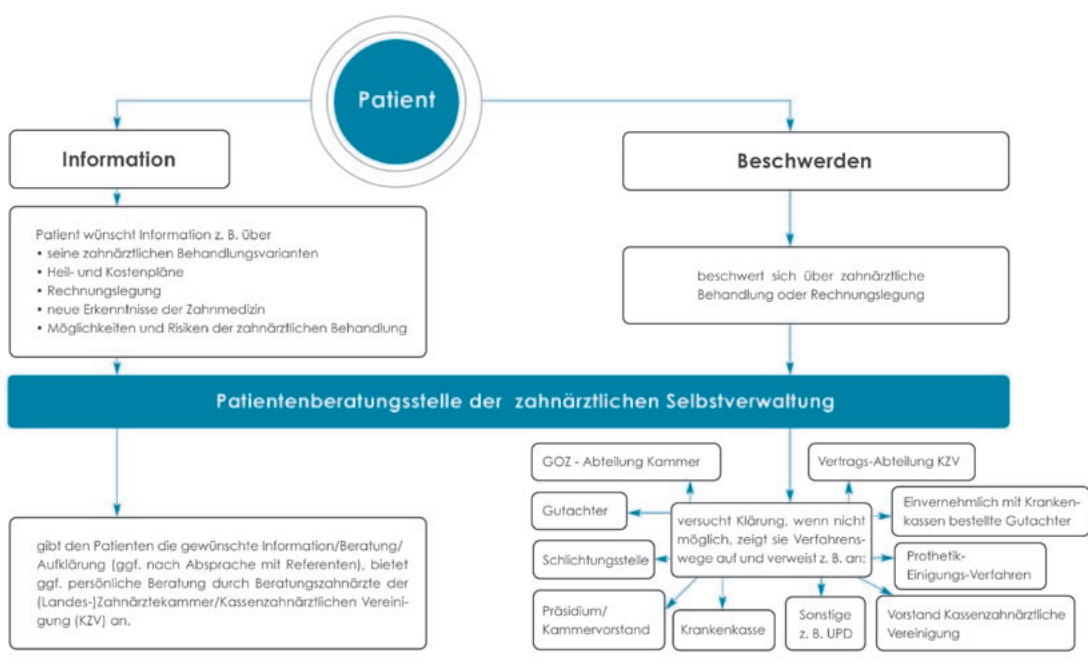 Patient
Information
Beschwerden
Patient wünscht Information z. B. über
• seine zahnärztlichen Behandlungsvarianten
• Heil- und Kostenpläne
• Rechnungslegung
• neue Erkenntnisse der Zahnmedizin
• Möglichkeiten und Risiken der zahnärztlichen Behandlung
beschwert sich über zahnärztliche
Behandlung oder Rechnungslegung
Patientenberatungsstelle der zahnärztlichen Selbstverwaltung
gibt den Patienten die gewünschte Information/Beratung/
Aufklärung (ggf. nach Absprache mit Referenten), bietet
ggf. persönliche Beratung durch Beratungszahnärzte der
(Landes-)Zahnärztekammer/Kassenzahnärztlichen Vereini-
gung (KZV) an.
GOZ - Abteilung Kammer
Vertrags-Abteilung KZV
Gutachter
versucht Klärung, wenn nicht
möglich, zeigt sie Verfahrens-
wege auf und verweist z. B. an:
Einvernehmlich mit Kranken-
kassen bestellte Gutachter
Schlichtungsstelle
Prothetik-
Einigungs-Verfahren
Präsidium/
Kammervorstand
Krankenkasse
Sonstige
z. B. UPD
Vorstand Kassenzahnärztliche
Vereinigung